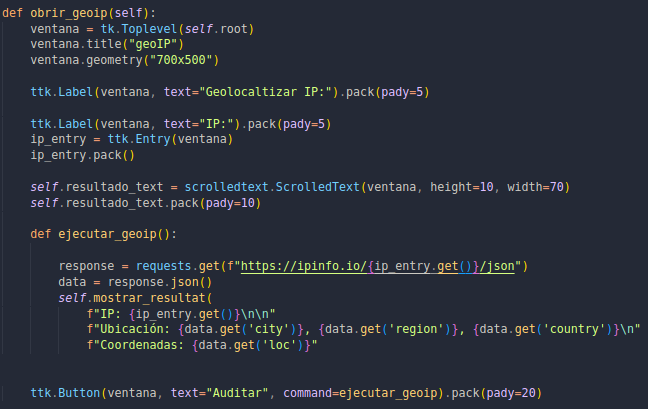 def obrir_geoip(self):
    ventana = tk.Toplevel(self.root)
    ventana.title("geoIP")
    ventana.geometry("700x500")

    ttk.Label(ventana, text="Geolocaltizar IP:").pack(pady=5)

    ttk.Label(ventana, text="IP:").pack(pady=5)
    ip_entry = ttk.Entry(ventana)
    ip_entry.pack()

    self.resultado_text = scrolledtext.ScrolledText(ventana, height=10, width=70)
    self.resultado_text.pack(pady=10)

    def ejecutar_geoip():

        response = requests.get(f"https://ipinfo.io/{ip_entry.get()}/json")
        data = response.json()
        self.mostrar_resultat(
            f"IP: {ip_entry.get()}\n\n"
            f"Ubicación: {data.get('city')}, {data.get('region')}, {data.get('country')}\n"
            f"Coordenadas: {data.get('loc')}"

    ttk.Button(ventana, text="Auditar", command=ejecutar_geoip).pack(pady=20)